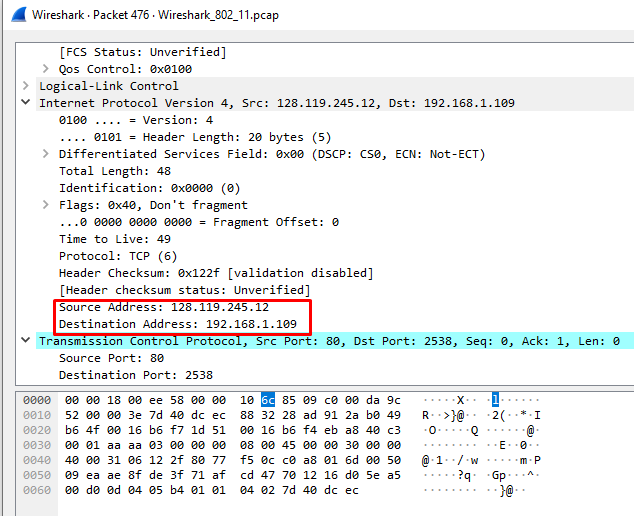 Wireshark · Packet 476 · Wireshark_802_11.pcap
[FCS Status: Unverified]
Qos Control: 0x0100
Logical-Link Control
Internet Protocol Version 4, Src: 128.119.245.12, Dst: 192.168.1.109
0100 .... = Version: 4
.... 0101 = Header Length: 20 bytes (5)
Differentiated Services Field: 0x00 (DSCP: CS0, ECN: Not-ECT)
Total Length: 48
Identification: 0x0000 (0)
Flags: 0x40, Don't fragment
...0 0000 0000 0000 = Fragment Offset: 0
Time to Live: 49
Protocol: TCP (6)
Header Checksum: 0x122f [validation disabled]
[Header checksum status: Unverified]
Source Address: 128.119.245.12
Destination Address: 192.168.1.109
Transmission Control Protocol, Src Port: 80, Dst Port: 2538, Seq: 0, Ack: 1, Len: 0
Source Port: 80
Destination Port: 2538
0000 00 00 18 00 ee 58 00 00 10 6c 85 09 c0 00 da 9c ·····X·· ·l······
0010 52 00 00 3e 7d 40 dc ec 88 32 28 ad 91 2a b0 49 R··>}@·· ·2(··*·I
0020 b6 4f 00 16 b6 f7 1d 51 00 16 b6 f4 eb a8 40 c3 ·O·····Q ······@·
0030 00 01 aa aa 03 00 00 00 08 00 45 00 00 30 00 00 ········ ··E··0··
0040 40 00 31 06 12 2f 80 77 f5 0c c0 a8 01 6d 00 50 @·1··/·w ·····m·P
0050 09 ea ae 8f de 3f 71 af cd 47 70 12 16 d0 5e a5 ·····?q· ·Gp···^·
0060 00 d0 0d 04 05 b4 01 01 04 02 7d 40 dc ec ········ ··}@··